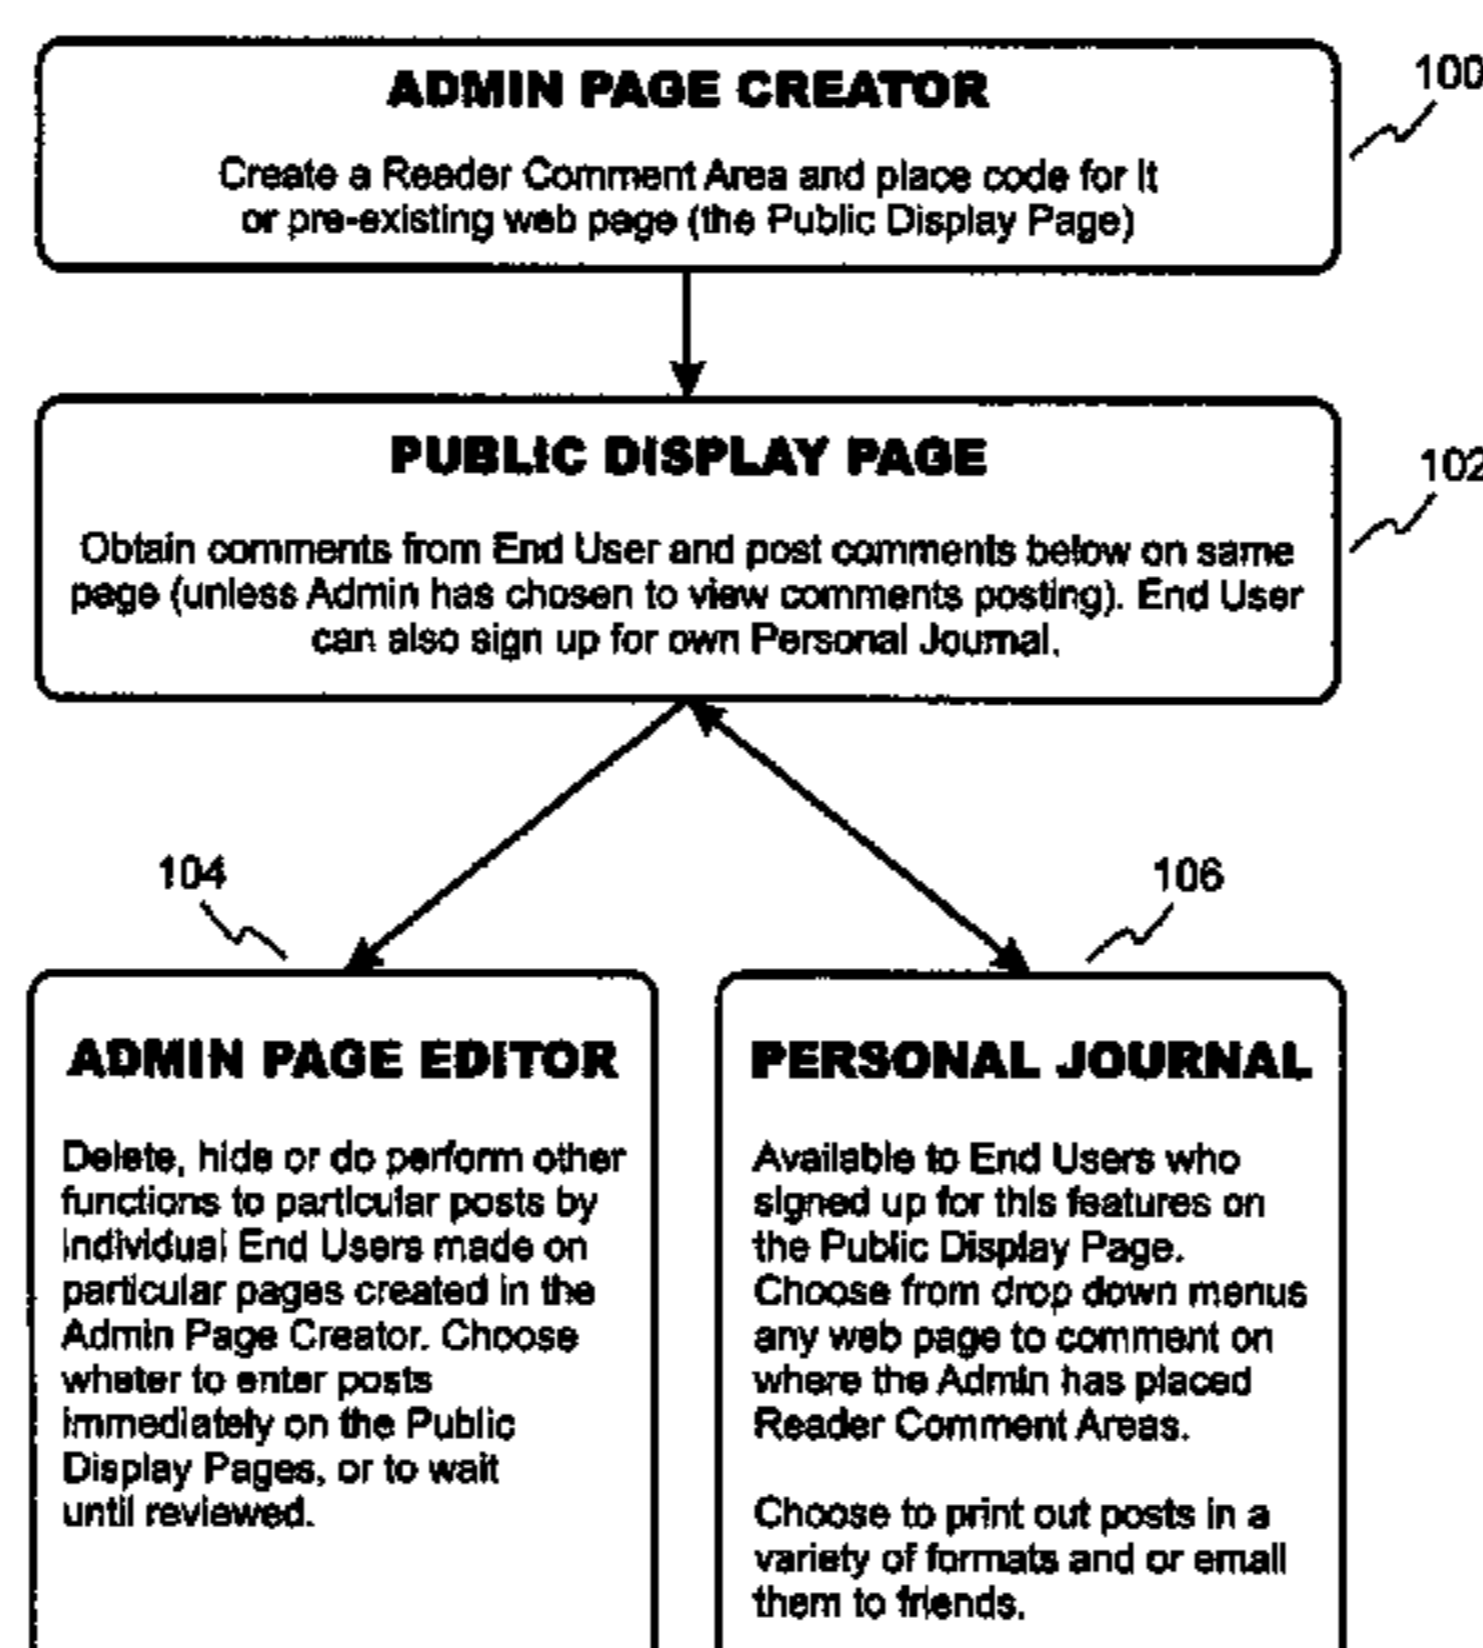 ADMIN PAGE CREATOR
100
Create a Reader Comment Area and place code for it
or pre-existing web page (the Public Display Page)
PUBLIC DISPLAY PAGE
102
Obtain comments from End User and post comments below on same
page (unless Admin has chosen to view comments posting). End User
can also sign up for own Personal Journal.
104
106
ADMIN PAGE EDITOR
Delete, hide or do perform other
functions to particular posts by
individual End Users made on
particular pages created in the
Admin Page Creator. Choose
wheter to enter posts
immediately on the Public
Display Pages, or to wait
until reviewed.
PERSONAL JOURNAL
Available to End Users who
signed up for this features on
the Public Display Page.
Choose from drop down menus
any web page to comment on
where the Admin has placed
Reader Comment Areas.
Choose to print out posts in a
variety of formats and or email
them to friends.